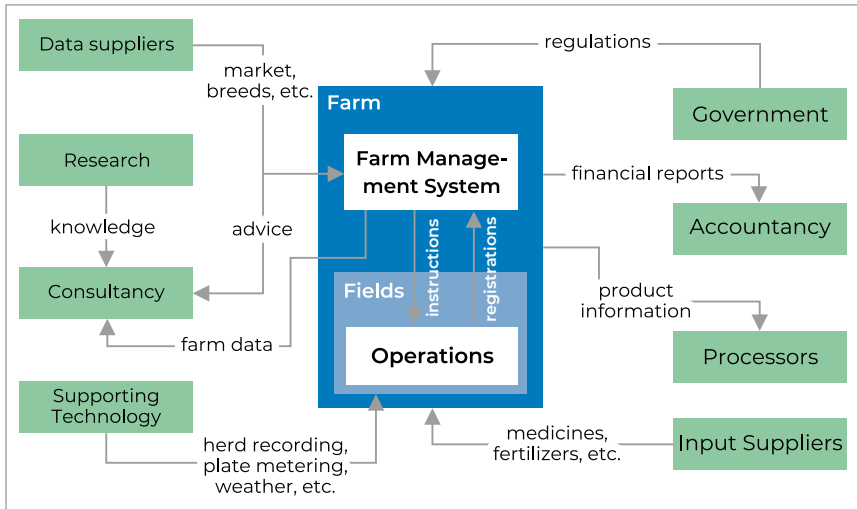 Data suppliers
market,
breeds, etc.
Research
knowledge
advice
Consultancy
farm data
Supporting
Technology
herd recording,
plate metering,
weather, etc.
Farm
Farm Manage-
ment System
instructions
registrations
Fields
Operations
regulations
Government
financial reports
Accountancy
product
information
Processors
medicines,
fertilizers, etc.
Input Suppliers